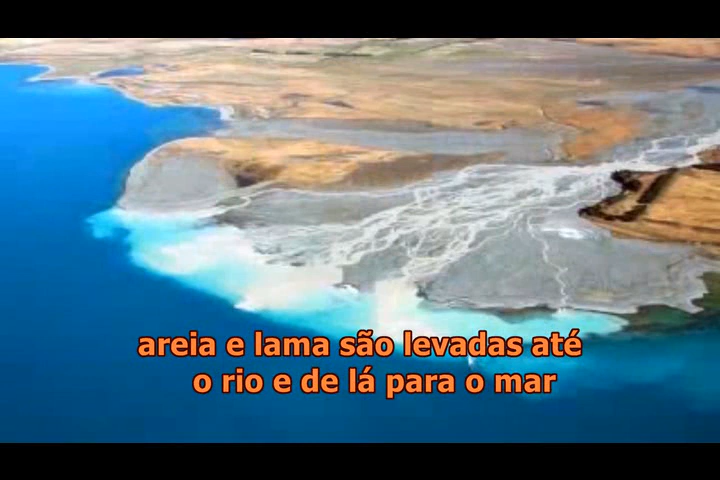 areia e lama são levadas até
o rio e de lá para o mar